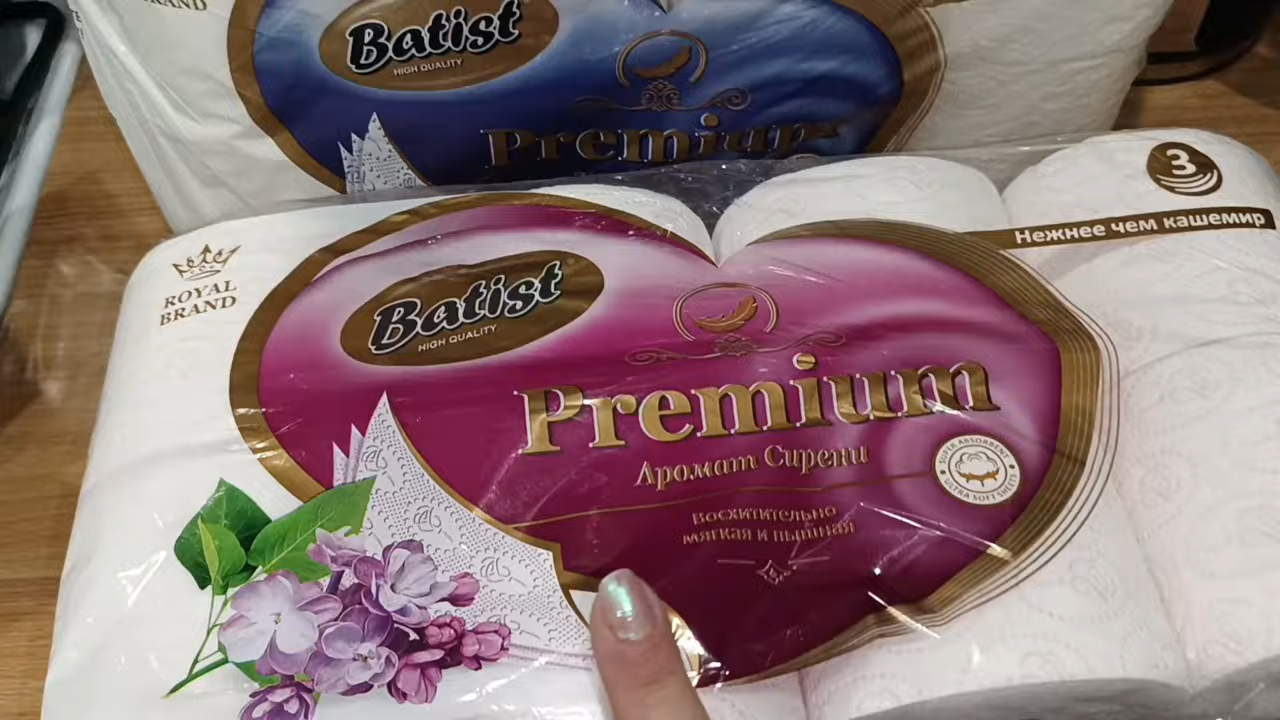 BRAND
Batist
HIGH QUALITY
Premium
3
Нежнее чем кашемир
ROYAL
BRAND
Batist
HIGH QUALITY
Premium
Аромат Сирени
SUPER ABSORBENT
ULTRA SOFT SHEETS
Восхитительно
мягкая и пышная